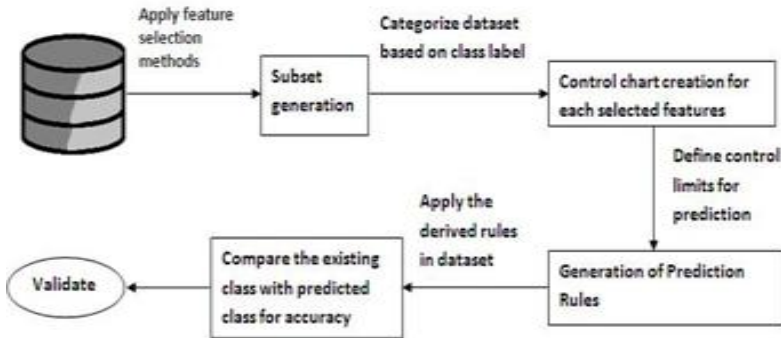 Apply feature
selection
methods
Subset
generation
Categorize dataset
based on class label
Control chart creation for
each selected features
Define control
limits for
prediction
Generation of Prediction
Rules
Apply the
derived rules
in dataset
Compare the existing
class with predicted
class for accuracy
Validate